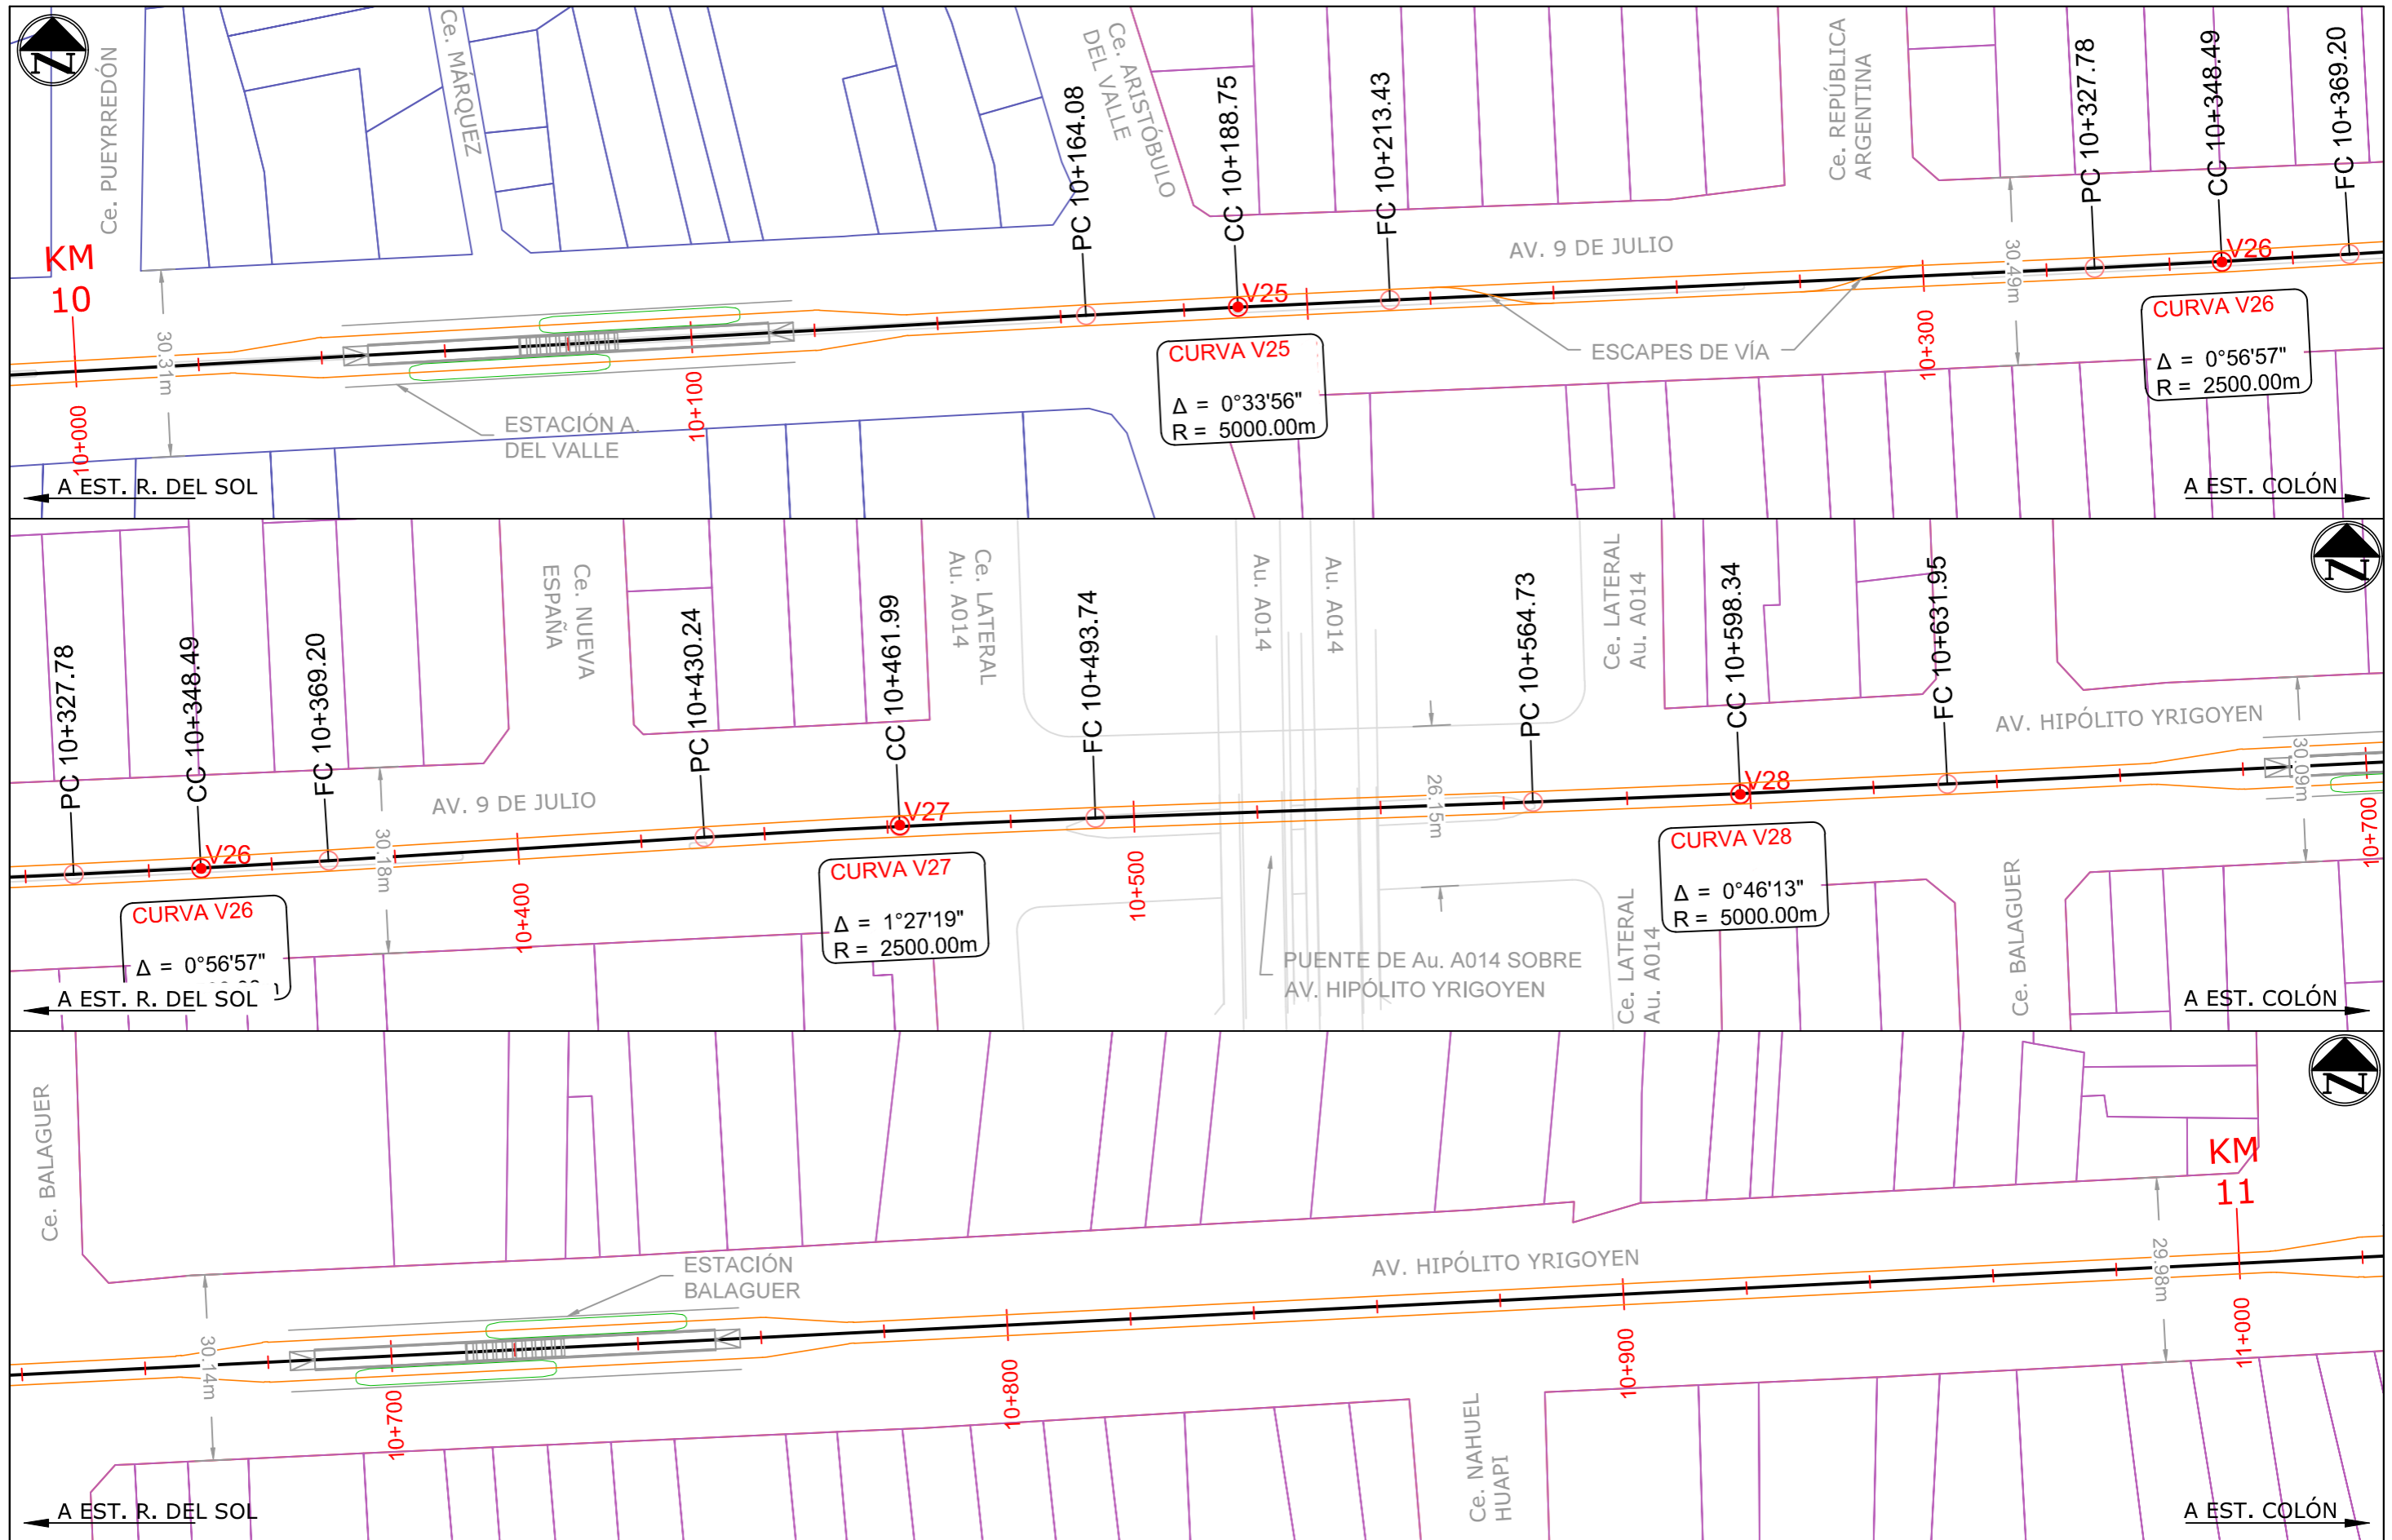 N
Ce. PUEYRREDÓN
Ce. MÁRQUEZ
PC 10+164.08
Ce. ARISTÓBULO
DEL VALLE
CC 10+188.75
FC 10+213.43
Ce. REPÚBLICA
ARGENTINA
PC 10+327.78
CC 10+348.49
FC 10+369.20
KM
10
AV. 9 DE JULIO
30.31m
30.49m
V25
V26
CURVA V25
Δ = 0°33'56"
R = 5000.00m
ESCAPES DE VÍA
CURVA V26
Δ = 0°56'57"
R = 2500.00m
10+000
10+100
10+300
ESTACIÓN A.
DEL VALLE
A EST. R. DEL SOL
A EST. COLÓN
N
PC 10+327.78
CC 10+348.49
FC 10+369.20
Ce. NUEVA
ESPAÑA
PC 10+430.24
CC 10+461.99
Ce. LATERAL
Au. A014
FC 10+493.74
Au. A014
Au. A014
PC 10+564.73
Ce. LATERAL
Au. A014
CC 10+598.34
FC 10+631.95
AV. HIPÓLITO YRIGOYEN
AV. 9 DE JULIO
30.18m
26.15m
30.09m
V26
V27
V28
CURVA V26
Δ = 0°56'57"
CURVA V27
Δ = 1°27'19"
R = 2500.00m
CURVA V28
Δ = 0°46'13"
R = 5000.00m
10+400
10+500
10+700
PUENTE DE Au. A014 SOBRE
AV. HIPÓLITO YRIGOYEN
Ce. LATERAL
Au. A014
Ce. BALAGUER
A EST. R. DEL SOL
A EST. COLÓN
N
Ce. BALAGUER
KM
11
ESTACIÓN
BALAGUER
AV. HIPÓLITO YRIGOYEN
30.14m
29.98m
10+700
10+800
10+900
11+000
Ce. NAHUEL
HUAPI
A EST. R. DEL SOL
A EST. COLÓN